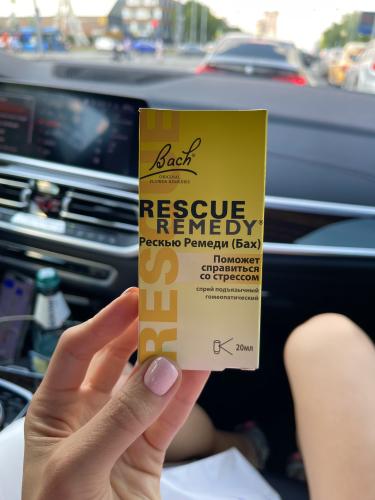 RESCUE
Bach®
ORIGINAL
FLOWER REMEDIES
RESCUE
REMEDY®
Рескью Ремеди (Бах)
Поможет
справиться
со стрессом
спрей подъязычный
гомеопатический
20мл